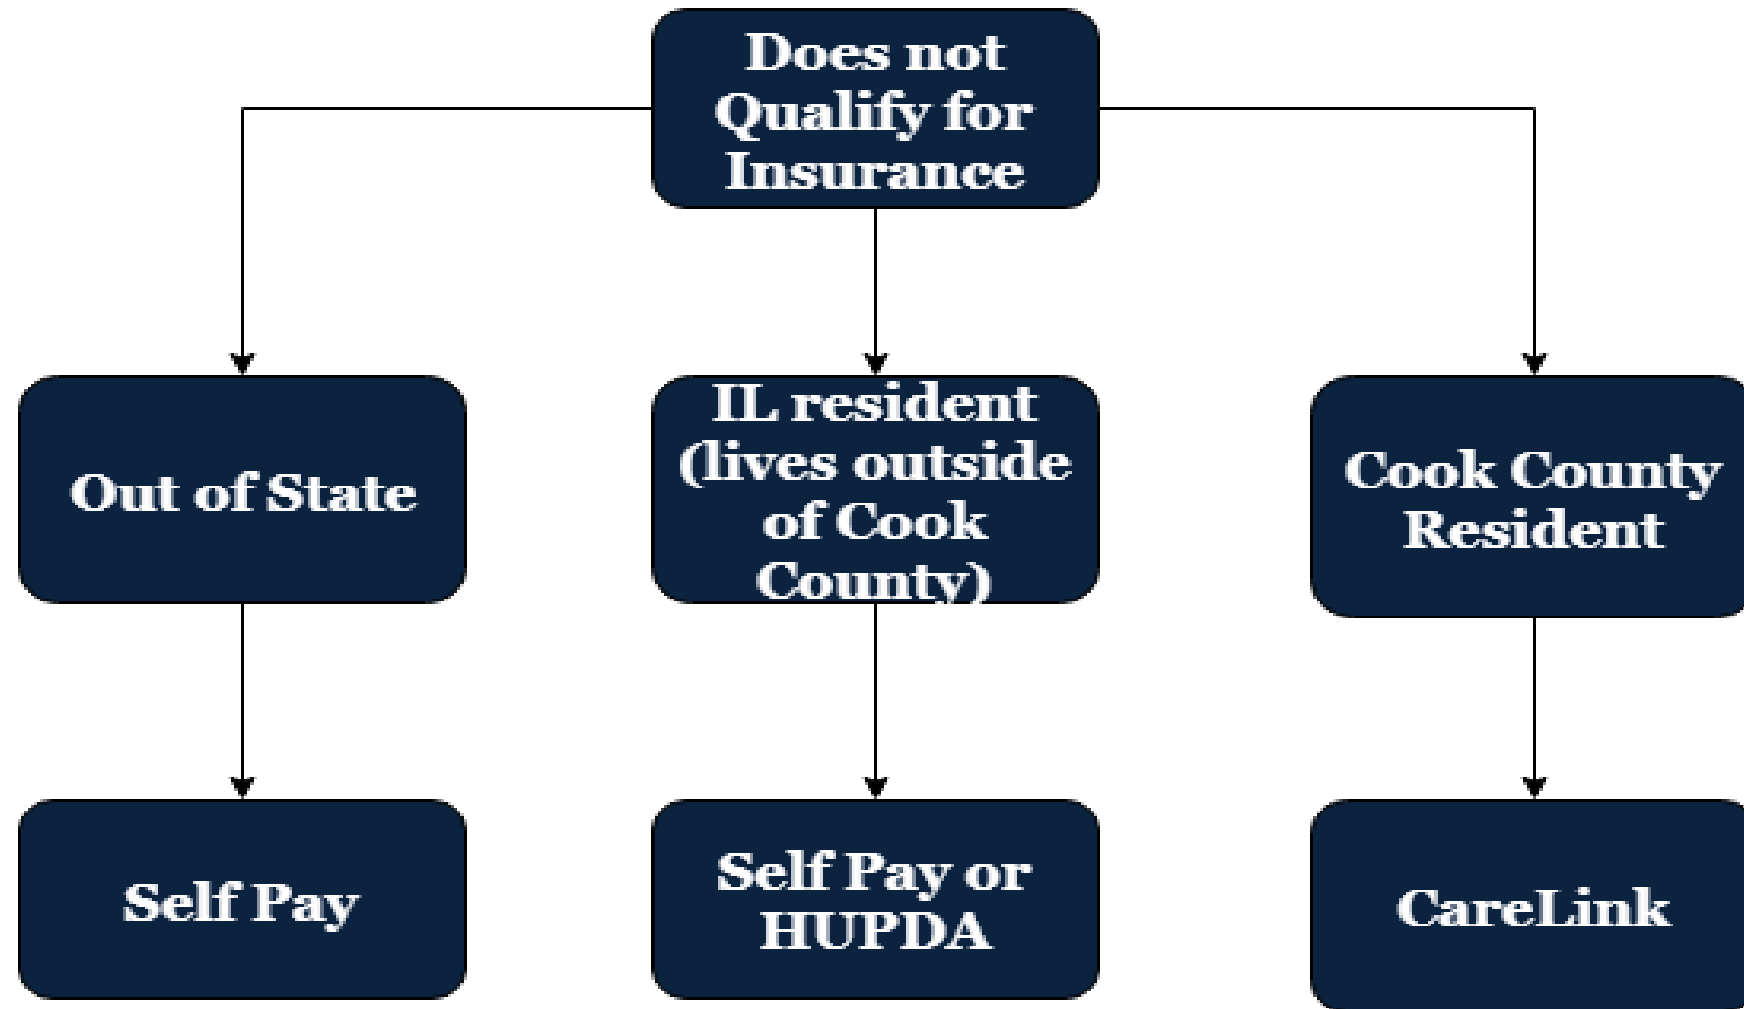 Does not
Qualify for
Insurance
Out of State
IL resident
(lives outside
of Cook
County)
Cook County
Resident
Self Pay
Self Pay or
HUPDA
CareLink